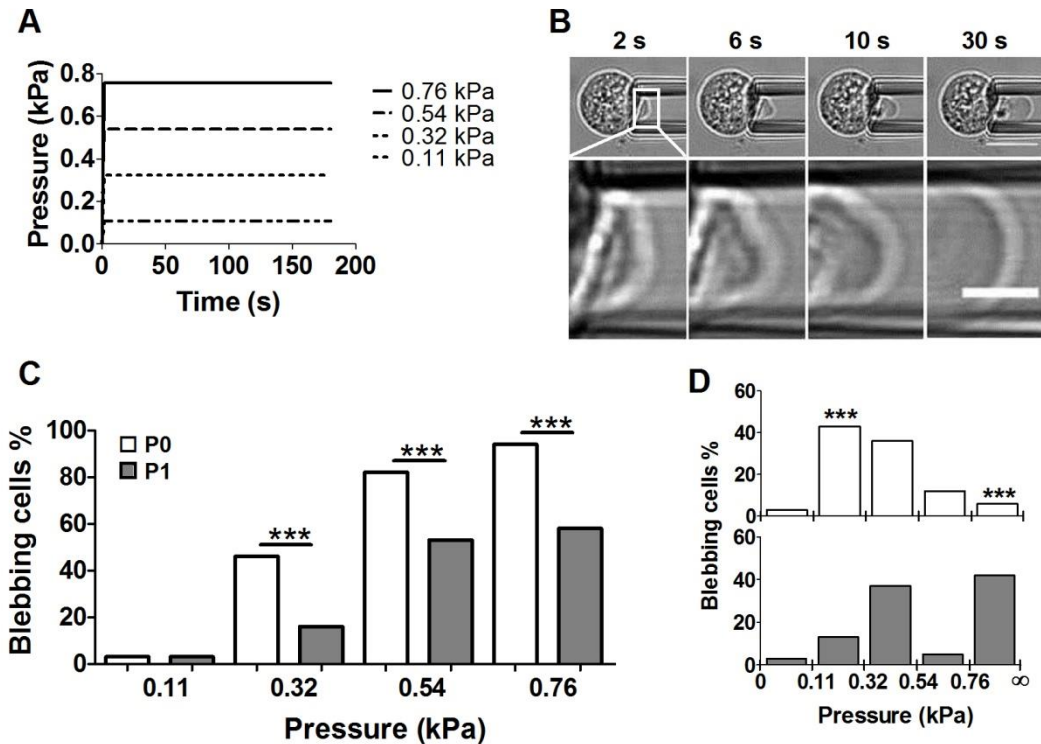 A
Pressure (kPa)
0.8
0.6
0.4
0.2
0.0
0 50 100 150 200
Time (s)
0.76 kPa
0.54 kPa
0.32 kPa
0.11 kPa
B
2 s 6 s 10 s 30 s
C
Blebbing cells %
100
80
60
40
20
0
P0
P1
***
***
***
0.11 0.32 0.54 0.76
Pressure (kPa)
D
Blebbing cells %
60
40
20
0
***
***
60
40
20
0
0 0.11 0.32 0.54 0.76 ∞
Pressure (kPa)